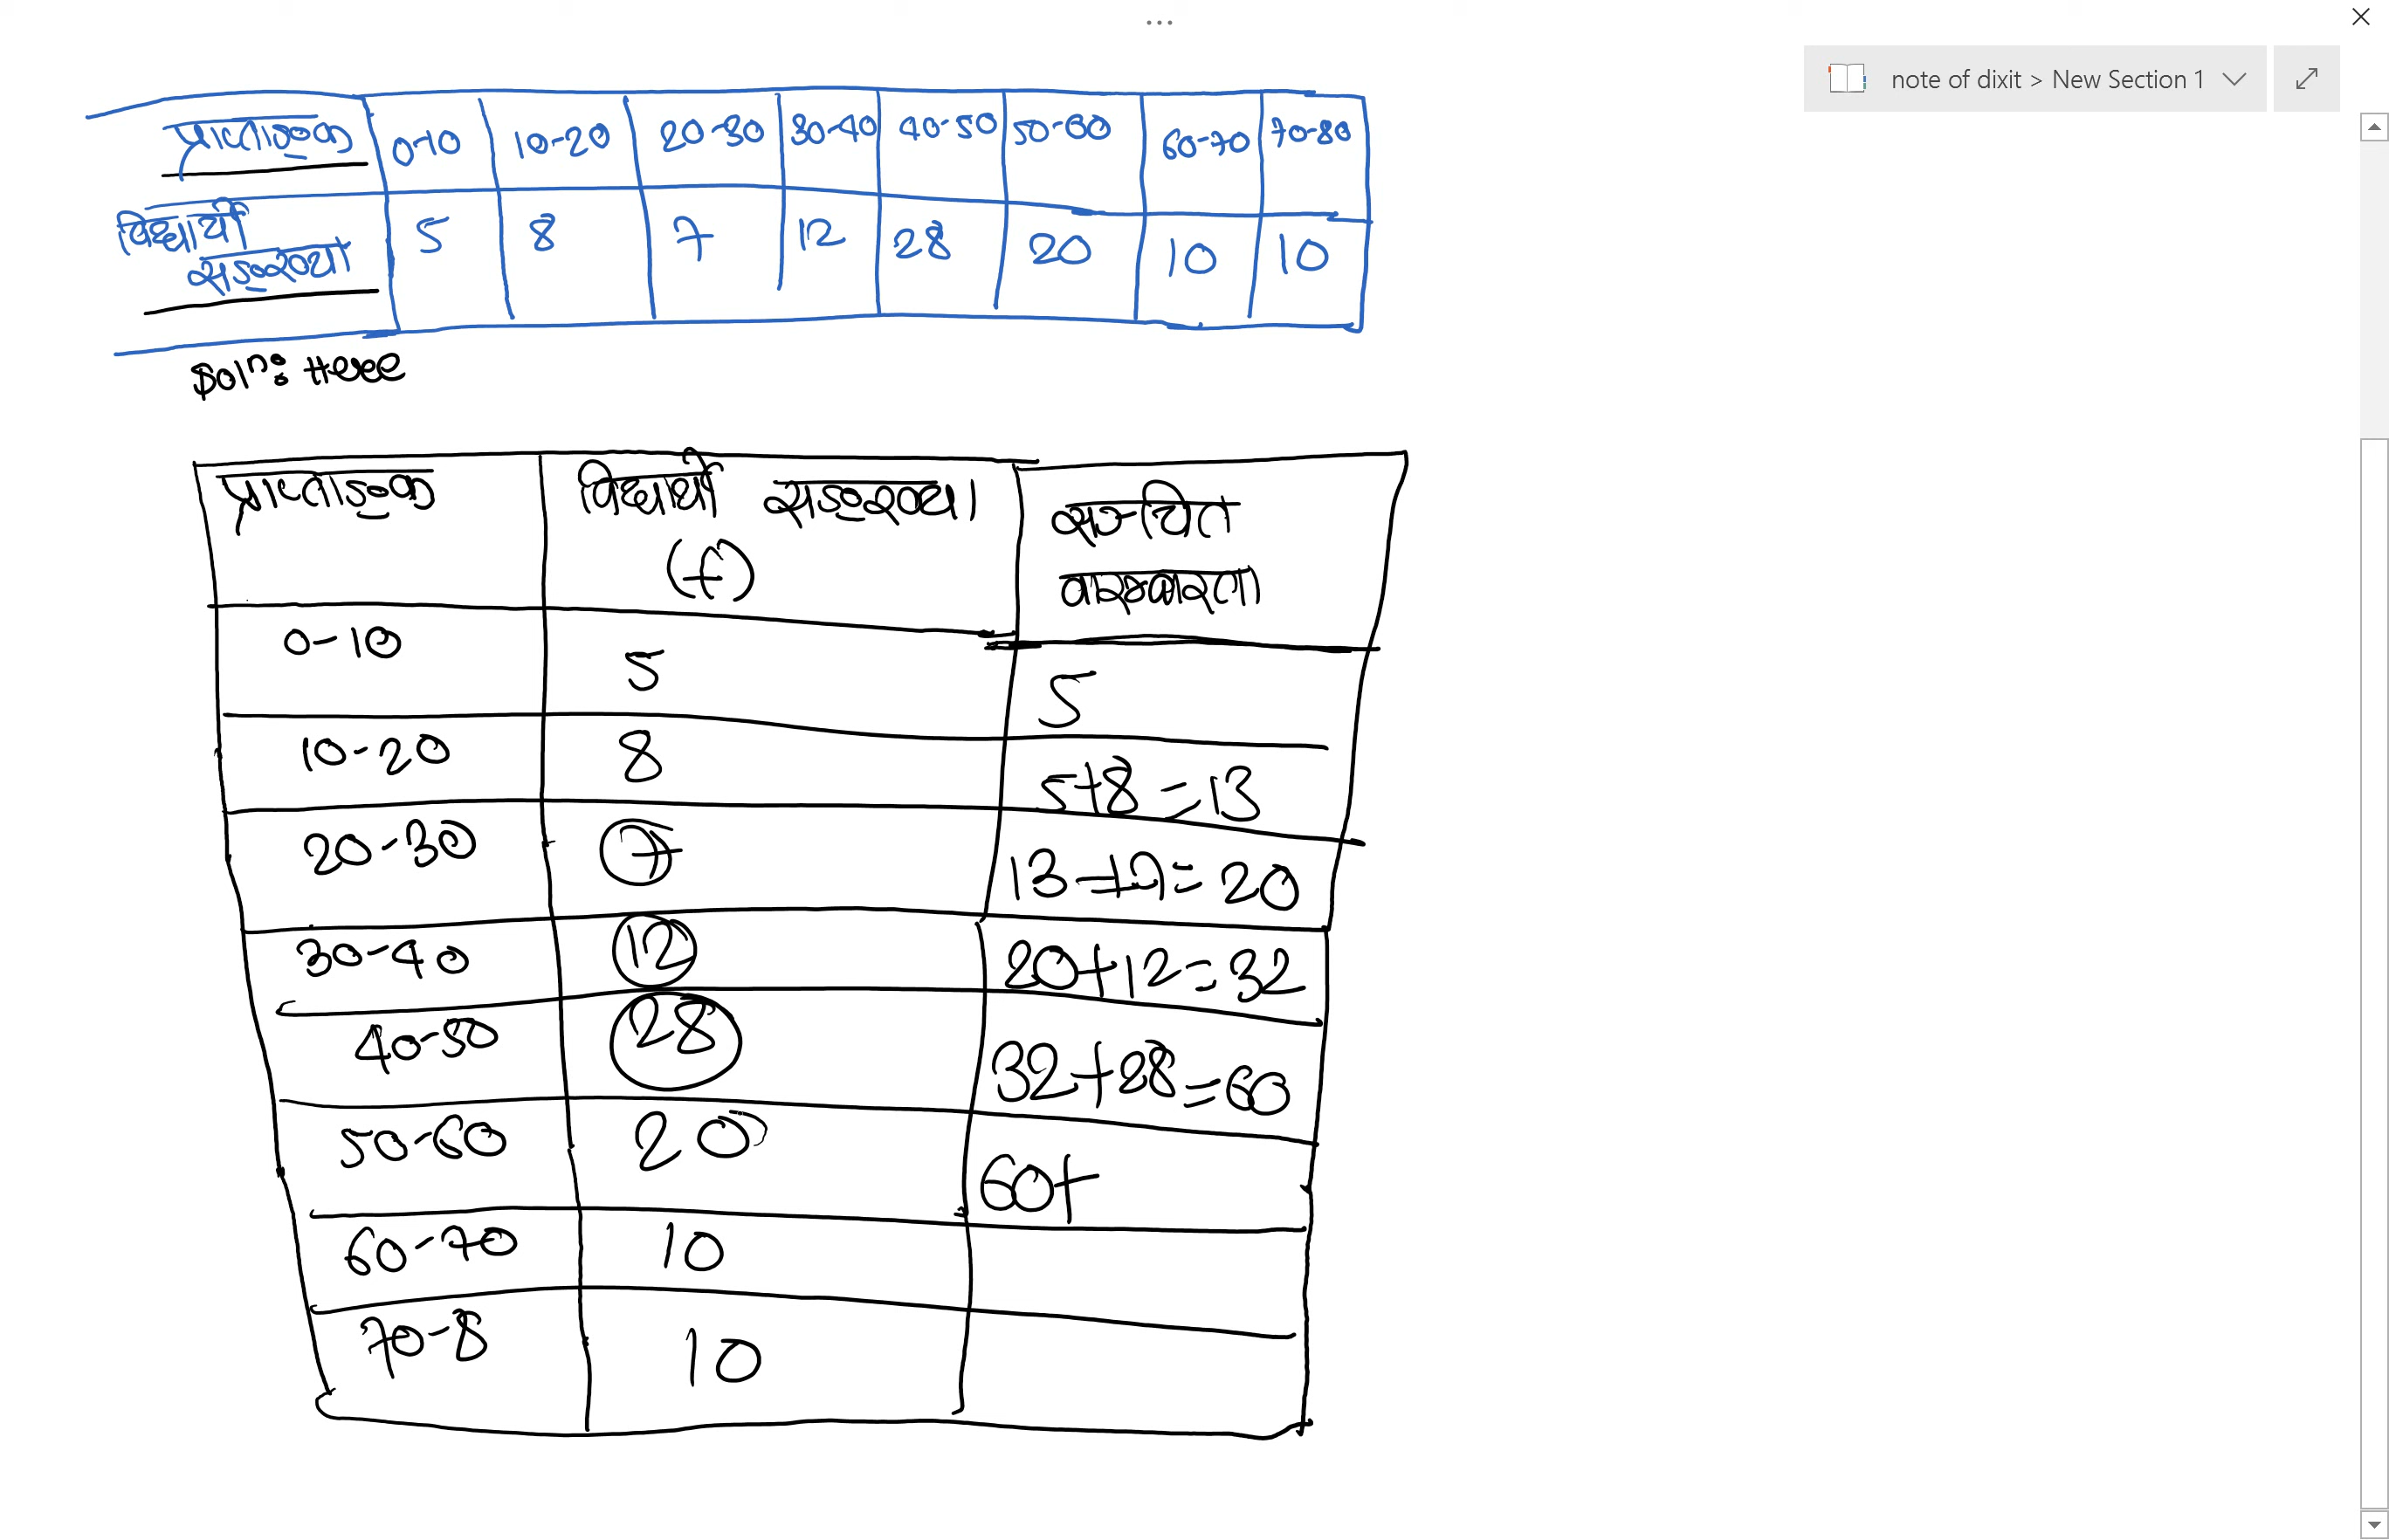 ...
note of dixit > New Section 1
प्राप्ताङ्क 0-10 10-20 20-30 30-40 40-50 50-60 60-70 70-80
विद्यार्थी सङ्ख्या 5 8 7 12 28 20 10 10
Solⁿ: Here
प्राप्ताङ्क विद्यार्थी सङ्ख्या (f) सञ्चित बारम्बारता
0-10 5 5
10-20 8 5+8=13
20-30 7 13+7=20
30-40 12 20+12=32
40-50 28 32+28=60
50-60 20 60+
60-70 10
70-8 10